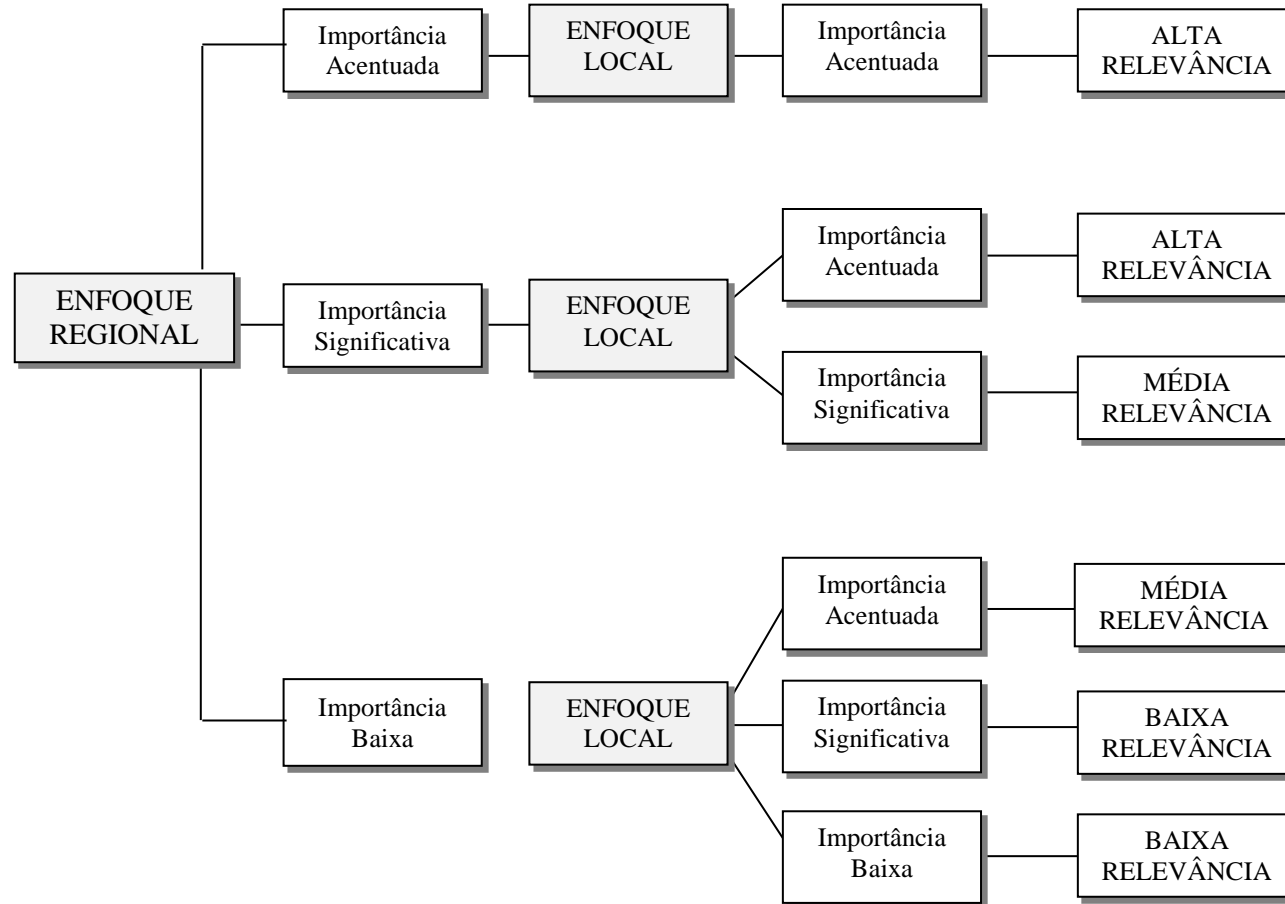 Importância
Acentuada
ENFOQUE
LOCAL
Importância
Acentuada
ALTA
RELEVÂNCIA
ENFOQUE
REGIONAL
Importância
Significativa
ENFOQUE
LOCAL
Importância
Acentuada
ALTA
RELEVÂNCIA
Importância
Significativa
MÉDIA
RELEVÂNCIA
Importância
Baixa
ENFOQUE
LOCAL
Importância
Acentuada
MÉDIA
RELEVÂNCIA
Importância
Significativa
BAIXA
RELEVÂNCIA
Importância
Baixa
BAIXA
RELEVÂNCIA